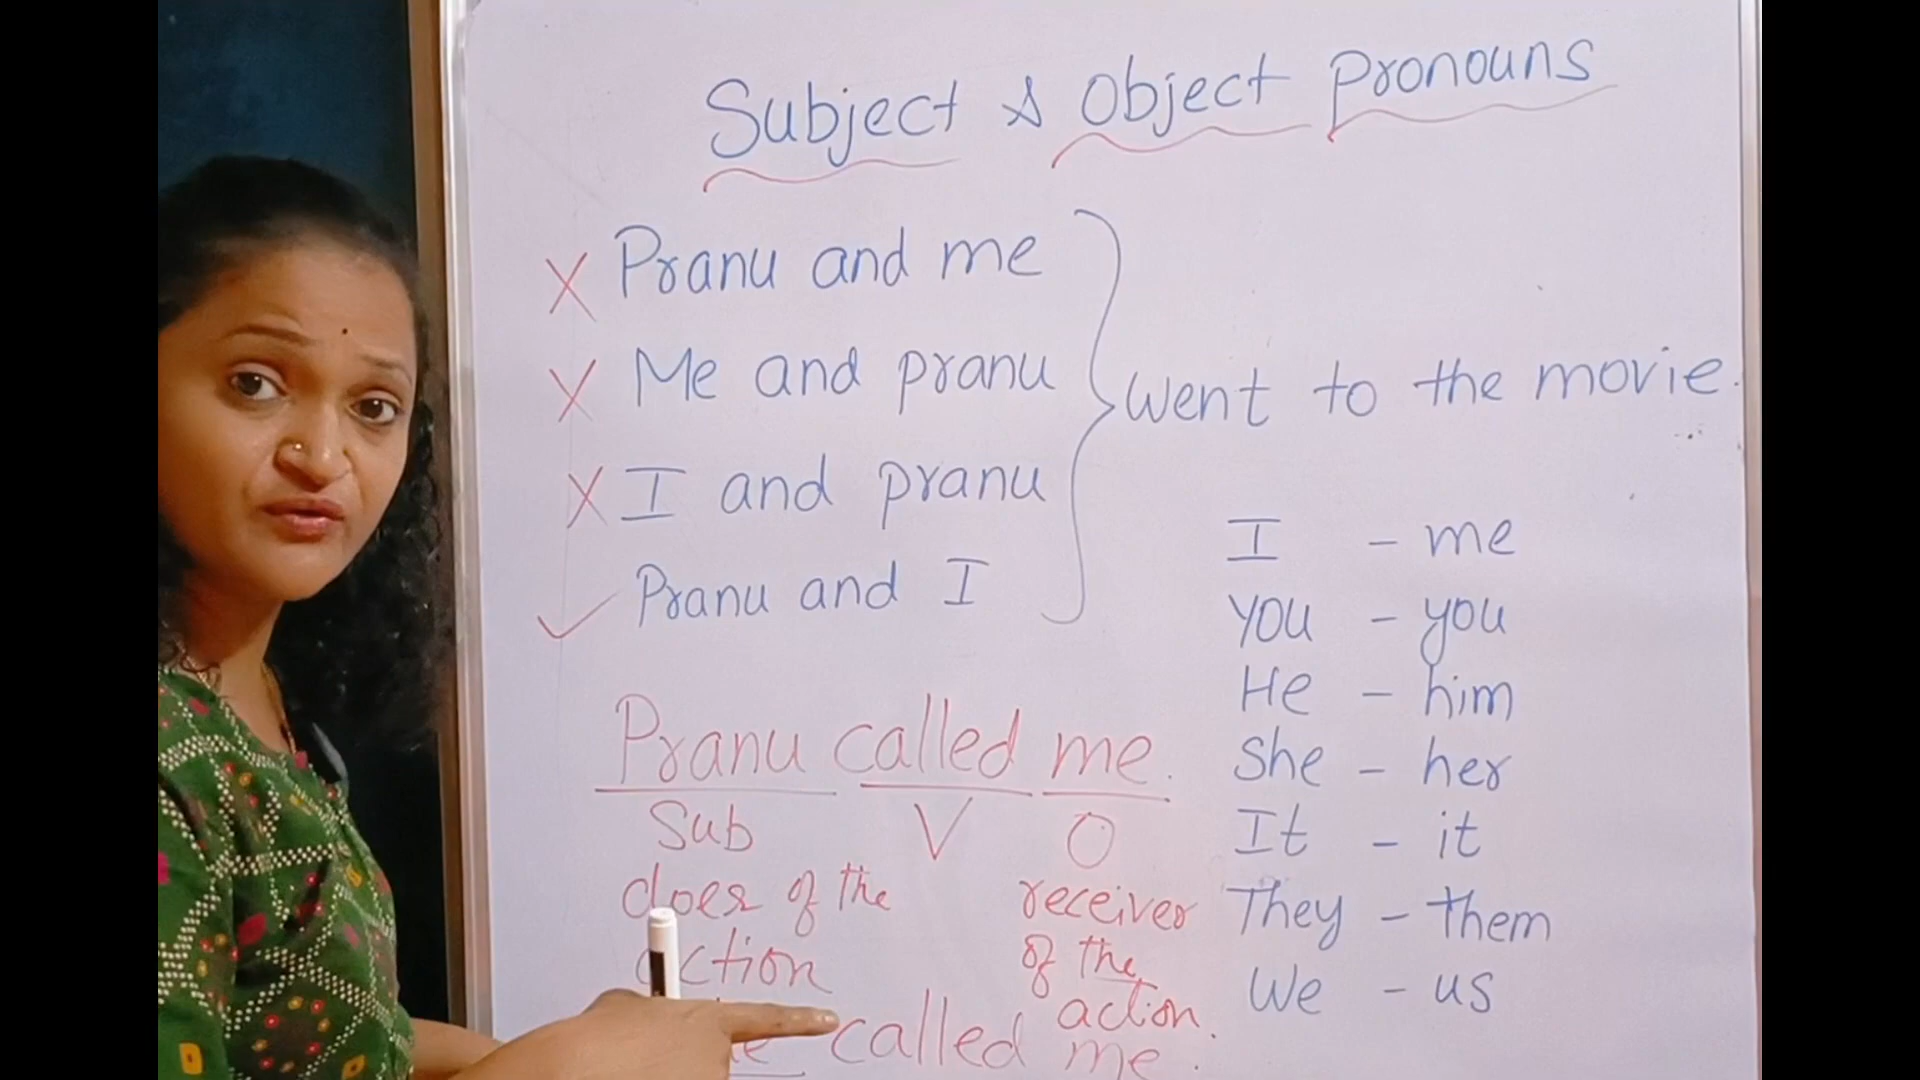 Subject & Object Pronouns
X Pranu and me
X Me and pranu
X I and pranu
✓ Pranu and I
went to the movie.
Pranu called me.
Sub V O
doer of the
action
receiver
of the
action.
called me.
I - me
YOU - you
He - him
She - her
It - it
They - them
We - us